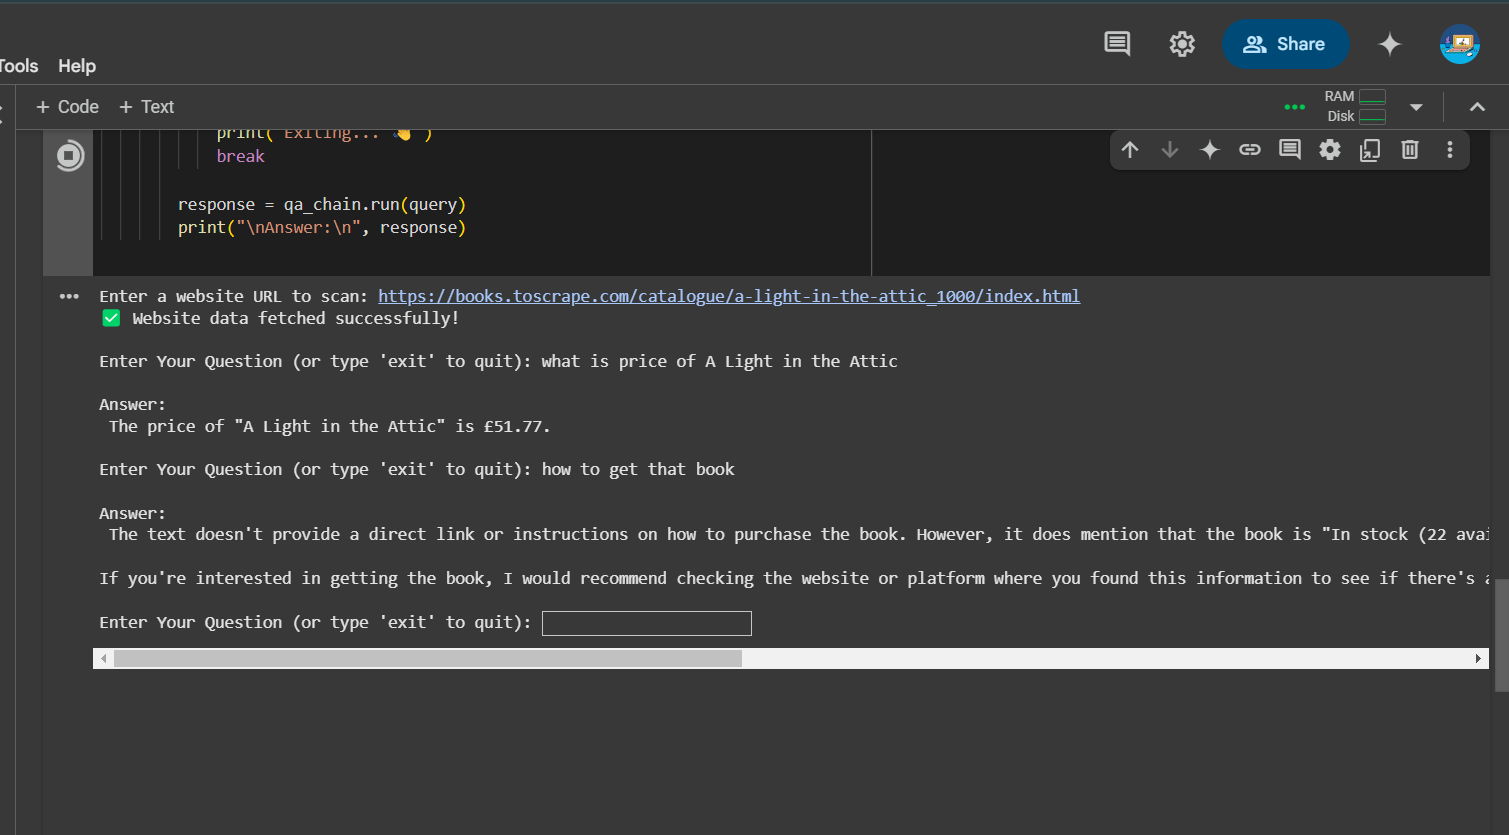 Tools Help
Share
+ Code + Text
RAM
Disk
print("Exiting... 👋")
break
response = qa_chain.run(query)
print("\nAnswer:\n", response)
Enter a website URL to scan: https://books.toscrape.com/catalogue/a-light-in-the-attic_1000/index.html
✅ Website data fetched successfully!
Enter Your Question (or type 'exit' to quit): what is price of A Light in the Attic
Answer:
The price of "A Light in the Attic" is £51.77.
Enter Your Question (or type 'exit' to quit): how to get that book
Answer:
The text doesn't provide a direct link or instructions on how to purchase the book. However, it does mention that the book is "In stock (22 avai
If you're interested in getting the book, I would recommend checking the website or platform where you found this information to see if there's a
Enter Your Question (or type 'exit' to quit):